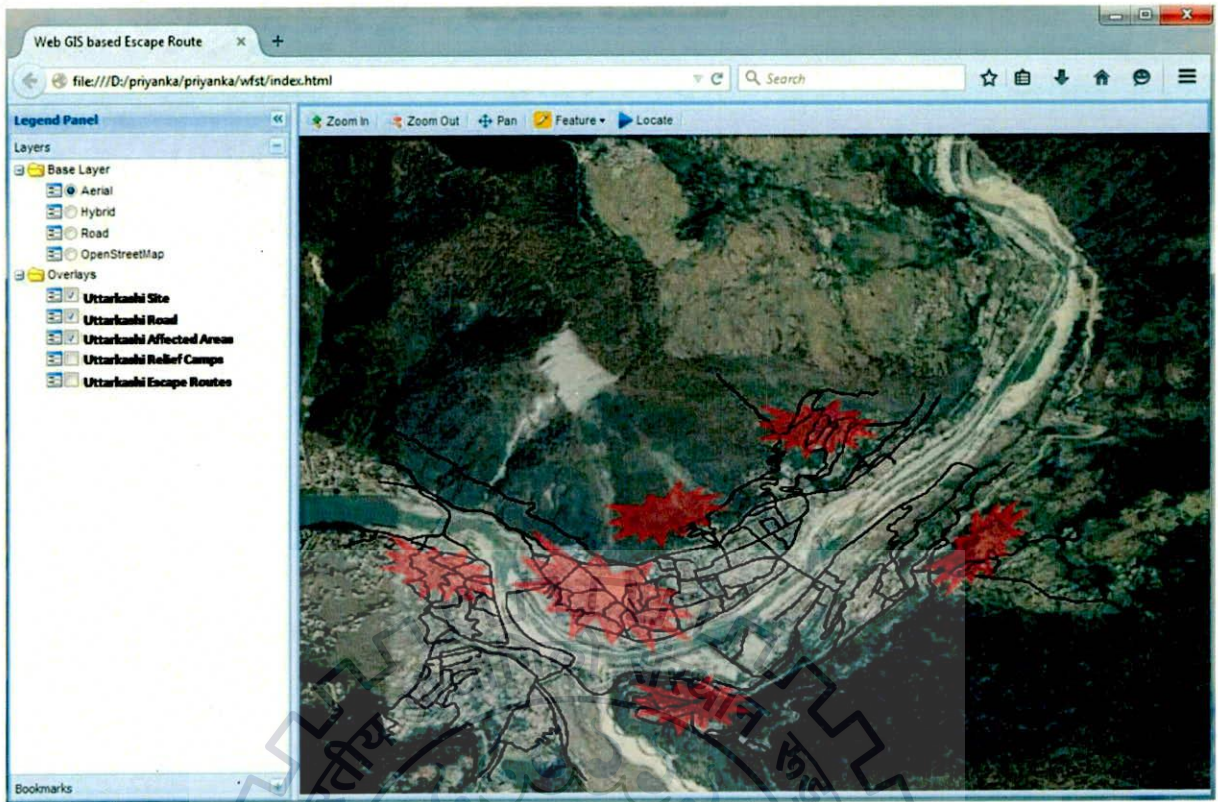 Web GIS based Escape Route
file:///D:/priyanka/priyanka/wfst/index.html
Search
Legend Panel
Zoom In Zoom Out Pan Feature Locate
Layers
Base Layer
Aerial
Hybrid
Road
OpenStreetMap
Overlays
Uttarkashi Site
Uttarkashi Road
Uttarkashi Affected Areas
Uttarkashi Relief Camps
Uttarkashi Escape Routes
Bookmarks